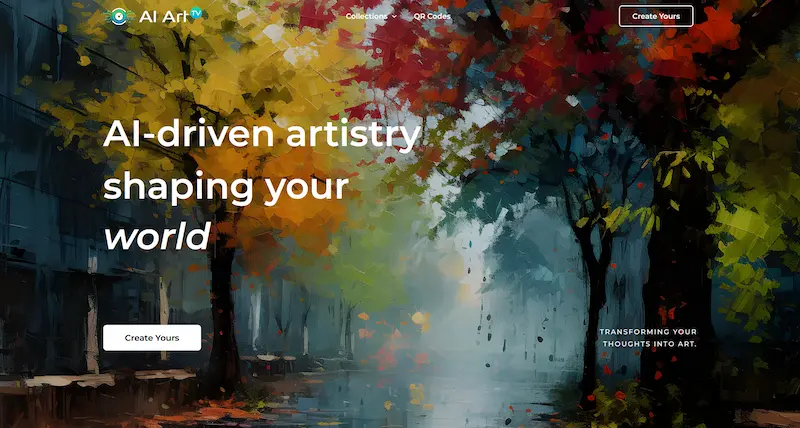 AI Art TV
Collections
QR Codes
Create Yours
AI-driven artistry
shaping your
world
Create Yours
TRANSFORMING YOUR
THOUGHTS INTO ART.